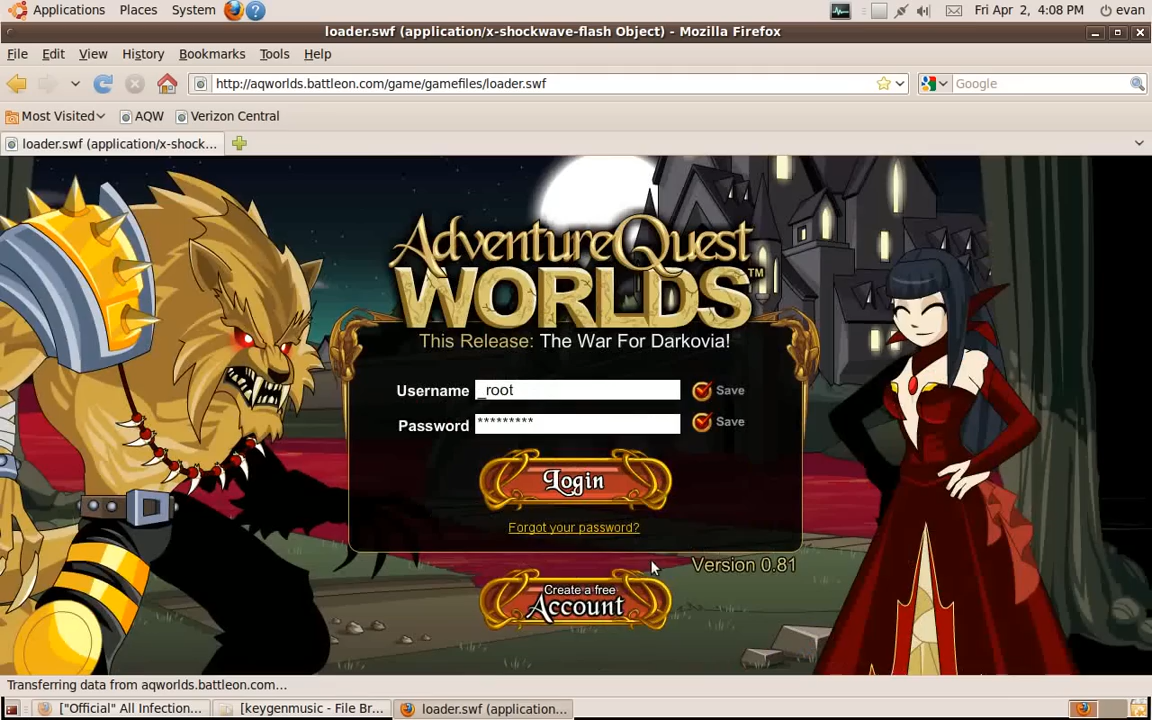 Applications Places System Fri Apr 2, 4:08 PM evan
loader.swf (application/x-shockwave-flash Object) - Mozilla Firefox
File Edit View History Bookmarks Tools Help
http://aqworlds.battleon.com/game/gamefiles/loader.swf Google
Most Visited AQW Verizon Central
loader.swf (application/x-shock...
AdventureQuest
WORLDS™
This Release: The War For Darkovia!
Username _root Save
Password ********* Save
Login
Forgot your password?
Version 0.81
Create a free
Account
Transferring data from aqworlds.battleon.com...
["Official" All Infection... [keygenmusic - File Br... loader.swf (application...